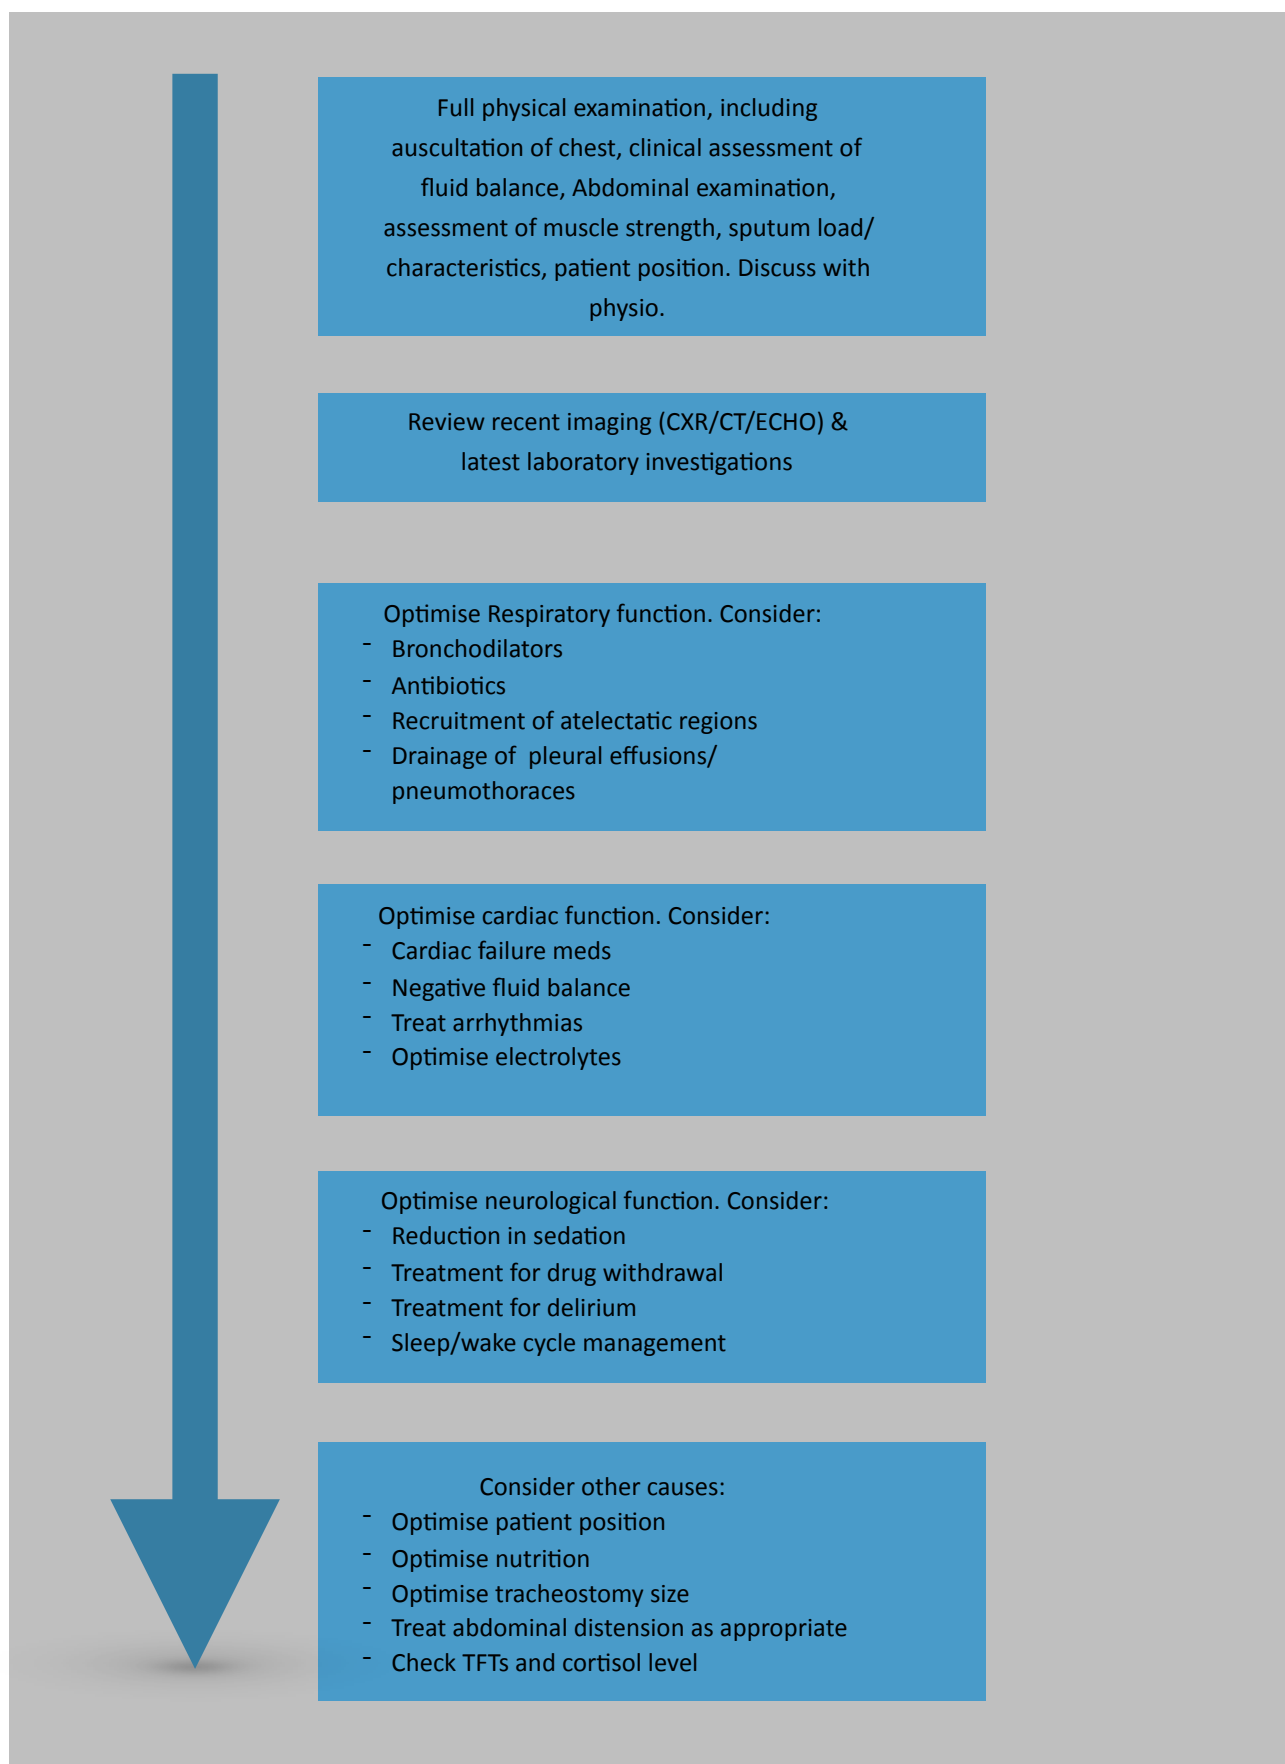 Full physical examination, including
auscultation of chest, clinical assessment of
fluid balance, Abdominal examination,
assessment of muscle strength, sputum load/
characteristics, patient position. Discuss with
physio.
Review recent imaging (CXR/CT/ECHO) &
latest laboratory investigations
Optimise Respiratory function. Consider:
- Bronchodilators
- Antibiotics
- Recruitment of atelectatic regions
- Drainage of  pleural effusions/
pneumothoraces
Optimise cardiac function. Consider:
- Cardiac failure meds
- Negative fluid balance
- Treat arrhythmias
- Optimise electrolytes
Optimise neurological function. Consider:
- Reduction in sedation
- Treatment for drug withdrawal
- Treatment for delirium
- Sleep/wake cycle management
Consider other causes:
- Optimise patient position
- Optimise nutrition
- Optimise tracheostomy size
- Treat abdominal distension as appropriate
- Check TFTs and cortisol level